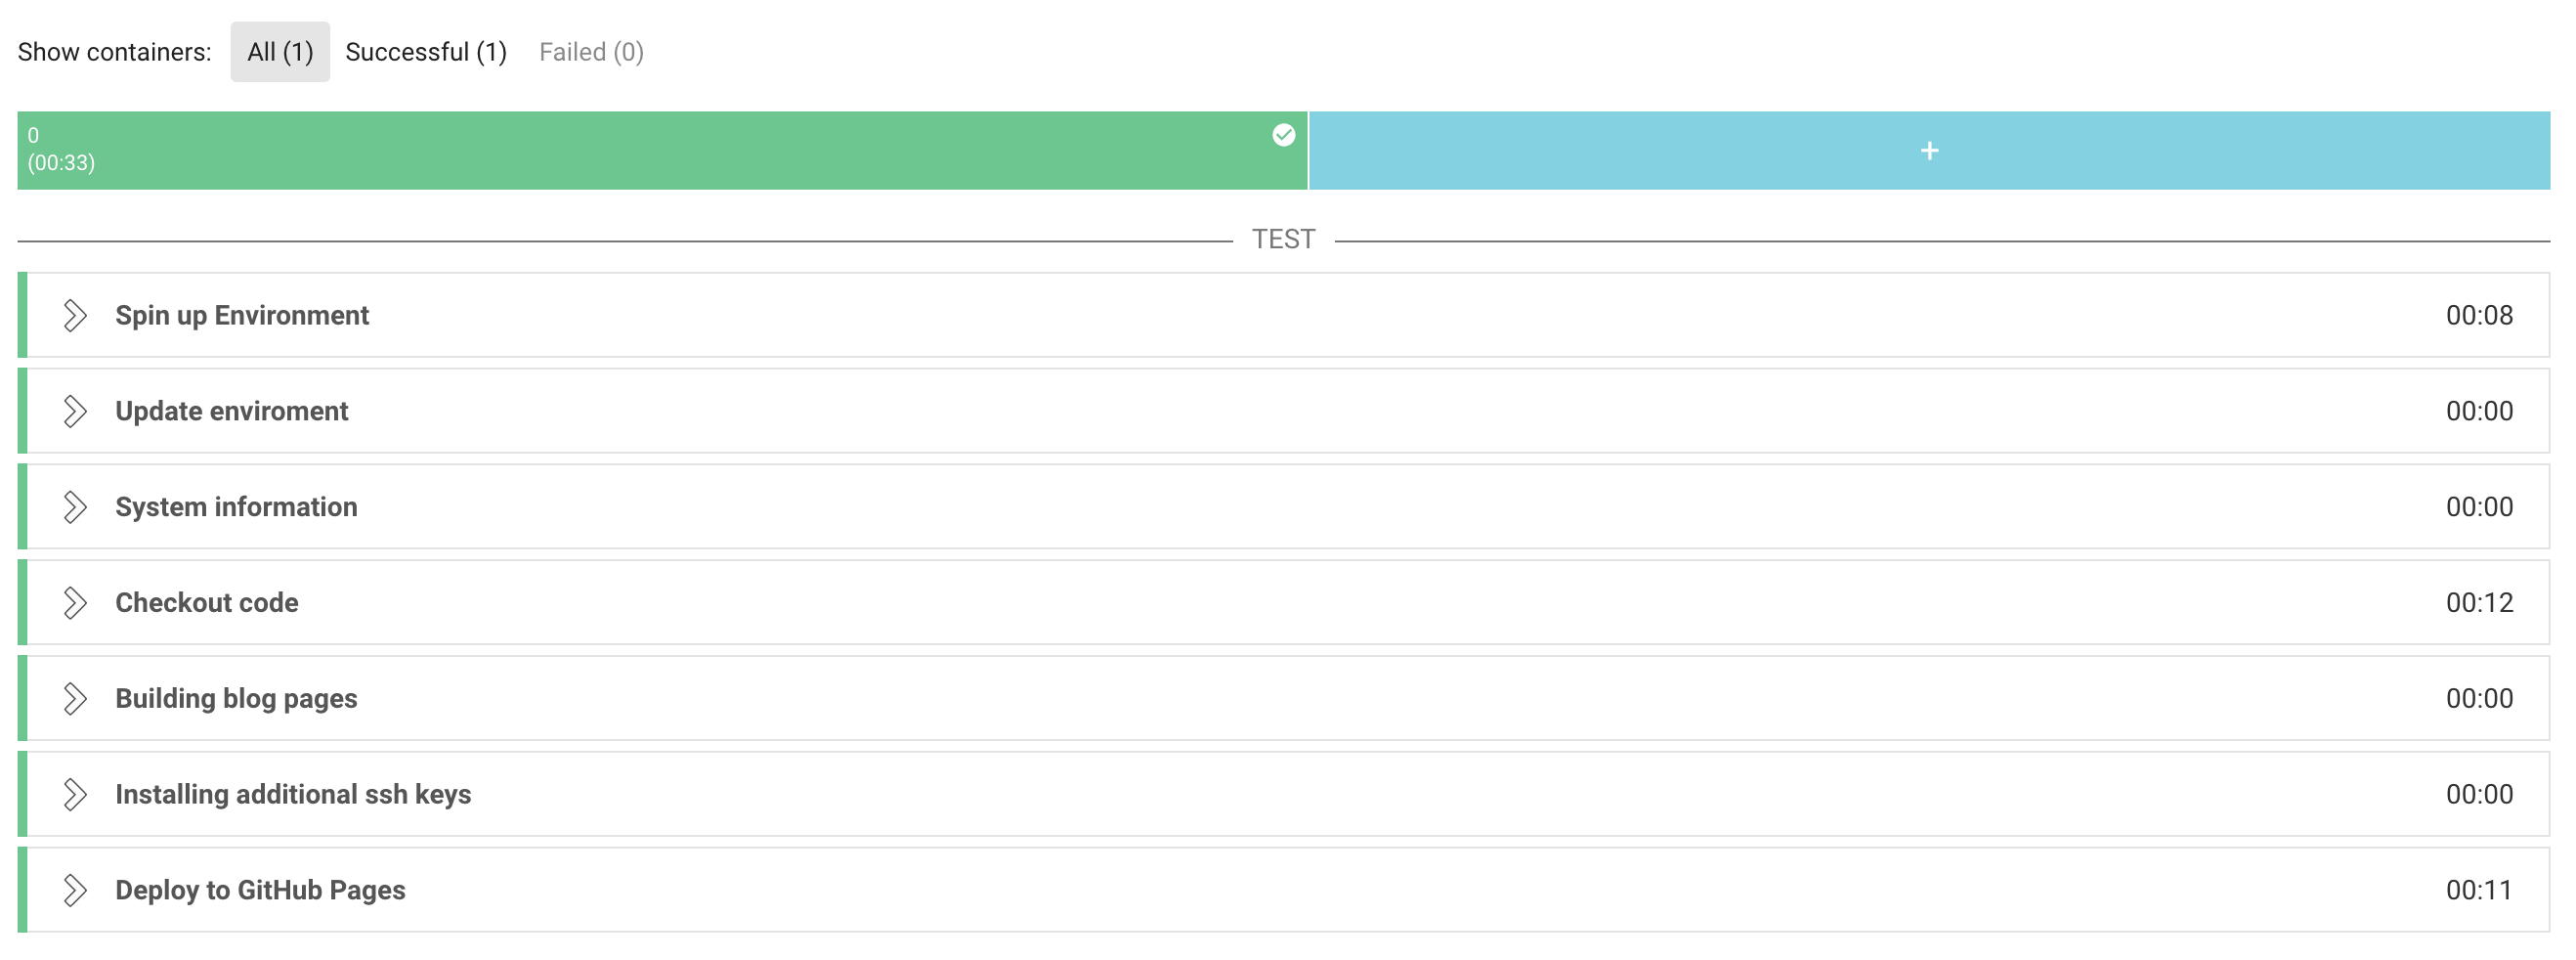 Show containers: All (1) Successful (1) Failed (0)
0
(00:33)
+
TEST
Spin up Environment 00:08
Update enviroment 00:00
System information 00:00
Checkout code 00:12
Building blog pages 00:00
Installing additional ssh keys 00:00
Deploy to GitHub Pages 00:11